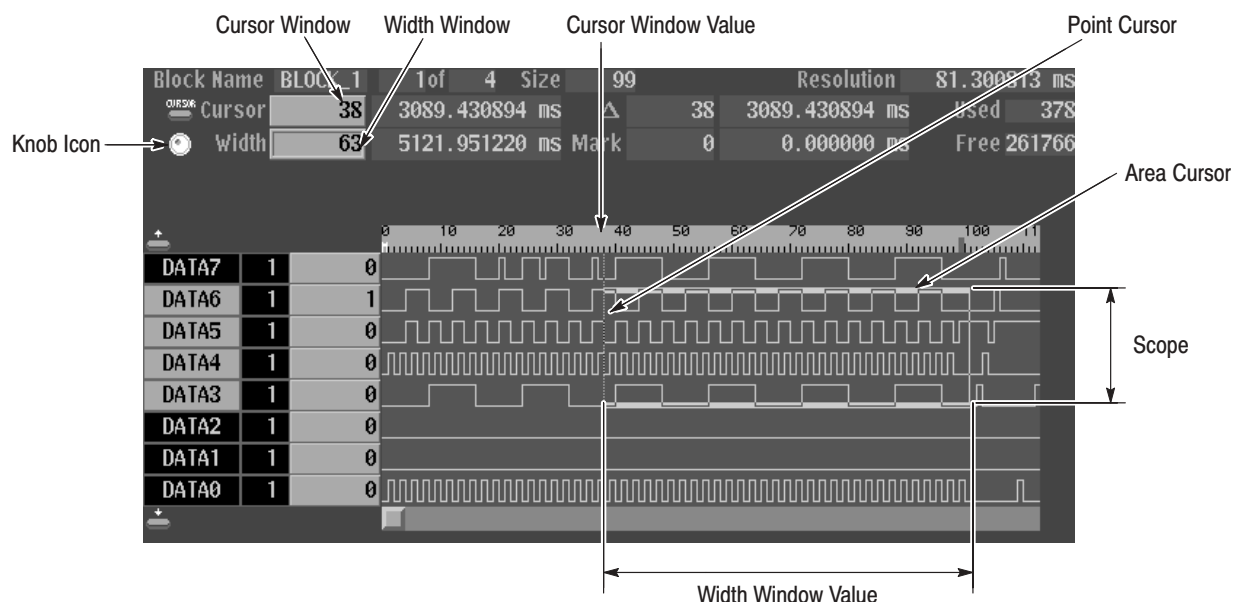 Cursor Window Width Window Cursor Window Value Point Cursor
Block Name BLOCK_1 1of 4 Size 99 Resolution 81.300813 ms
CURSOR Cursor 38 3089.430894 ms Δ 38 3089.430894 ms Used 378
Knob Icon Width 63 5121.951220 ms Mark 0 0.000000 ms Free 261766
Area Cursor
0 10 20 30 40 50 60 70 80 90 100 11
DATA7 1 0
DATA6 1 1
DATA5 1 0
Scope
DATA4 1 0
DATA3 1 0
DATA2 1 0
DATA1 1 0
DATA0 1 0
Width Window Value